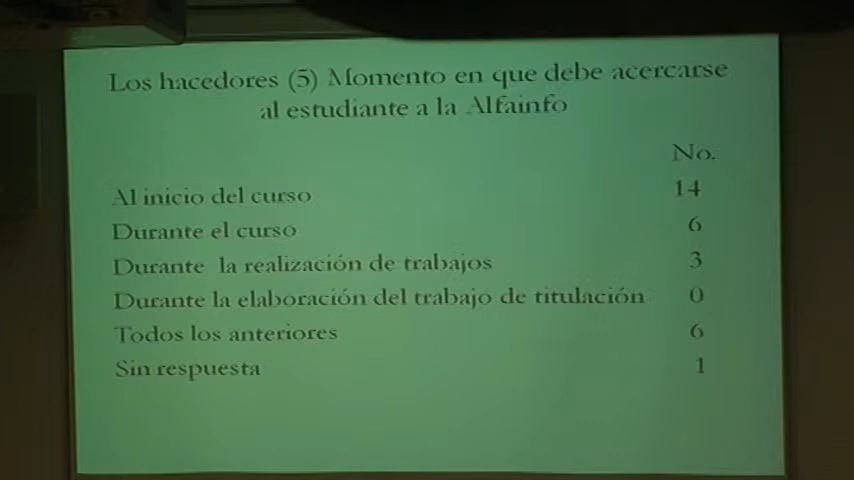 Los hacedores (5) Momento en que debe acercarse
al estudiante a la Alfainfo
No.
Al inicio del curso 14
Durante el curso 6
Durante la realización de trabajos 3
Durante la elaboración del trabajo de titulación 0
Todos los anteriores 6
Sin respuesta 1